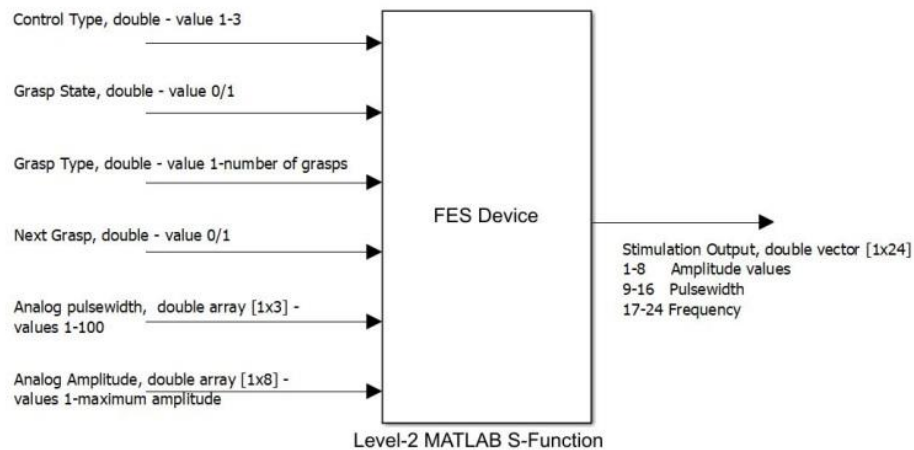 Control Type, double - value 1-3
Grasp State, double - value 0/1
Grasp Type, double - value 1-number of grasps
Next Grasp, double - value 0/1
Analog pulsewidth, double array [1x3] -
values 1-100
Analog Amplitude, double array [1x8] -
values 1-maximum amplitude
FES Device
Stimulation Output, double vector [1x24]
1-8 Amplitude values
9-16 Pulsewidth
17-24 Frequency
Level-2 MATLAB S-Function